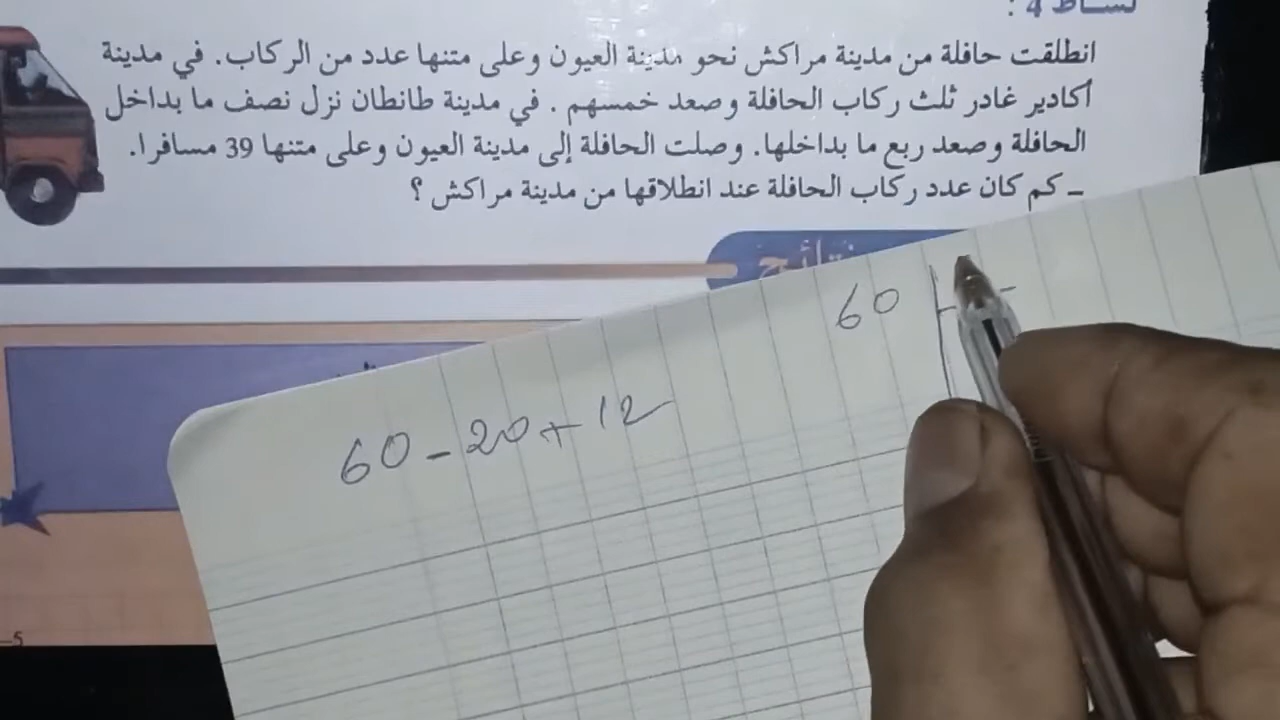 نشاط 4 :
انطلقت حافلة من مدينة مراكش نحو مدينة العيون وعلى متنها عدد من الركاب. في مدينة
أكادير غادر ثلث ركاب الحافلة وصعد خمسهم . في مدينة طانطان نزل نصف ما بداخل
الحافلة وصعد ربع ما بداخلها. وصلت الحافلة إلى مدينة العيون وعلى متنها 39 مسافرا.
– كم كان عدد ركاب الحافلة عند انطلاقها من مدينة مراكش ؟
60
60 - 20 + 12